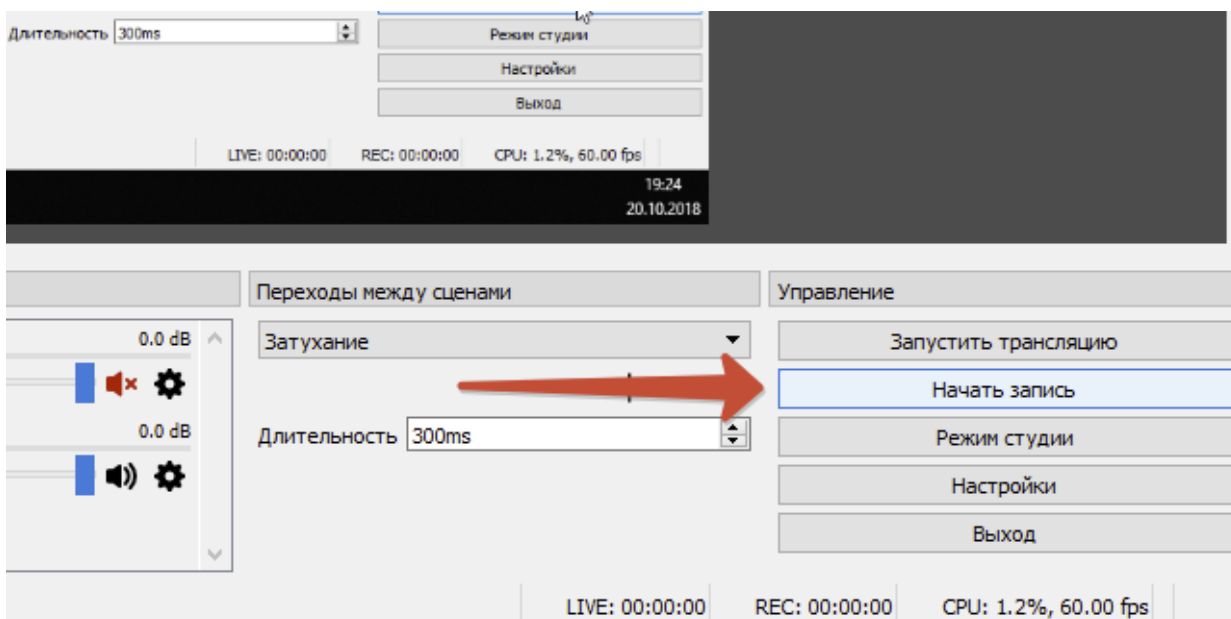 Длительность 300ms
Режим студии
Настройки
Выход
LIVE: 00:00:00 REC: 00:00:00 CPU: 1.2%, 60.00 fps
19:24
20.10.2018
Переходы между сценами
Управление
0.0 dB
Затухание
Запустить трансляцию
Начать запись
0.0 dB
Длительность 300ms
Режим студии
Настройки
Выход
LIVE: 00:00:00 REC: 00:00:00 CPU: 1.2%, 60.00 fps